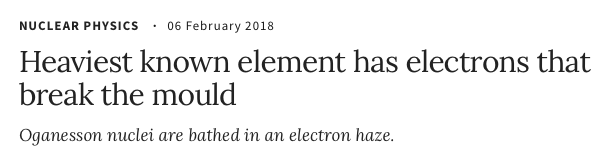 NUCLEAR PHYSICS · 06 February 2018
Heaviest known element has electrons that
break the mould
Oganesson nuclei are bathed in an electron haze.